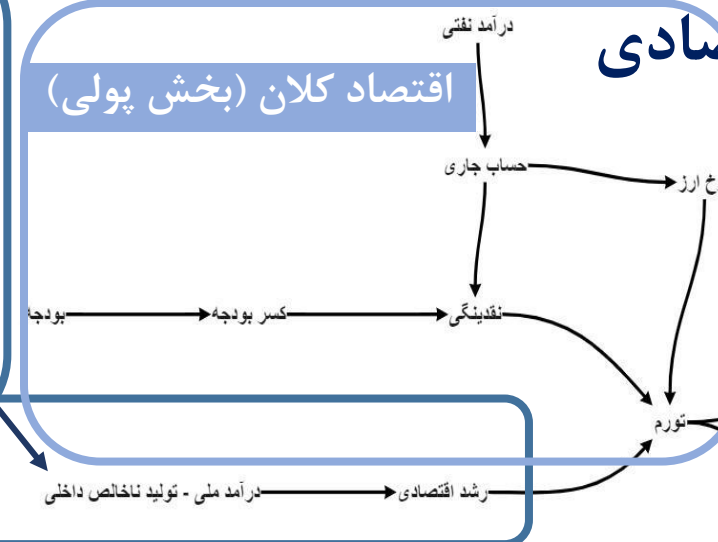 درآمد نفتی
اقتصاد کلان (بخش پولی)
حساب جاری
نقدینگی
کسر بودجه
بودجه
تورم
رشد اقتصادی
درآمد ملی - تولید ناخالص داخلی